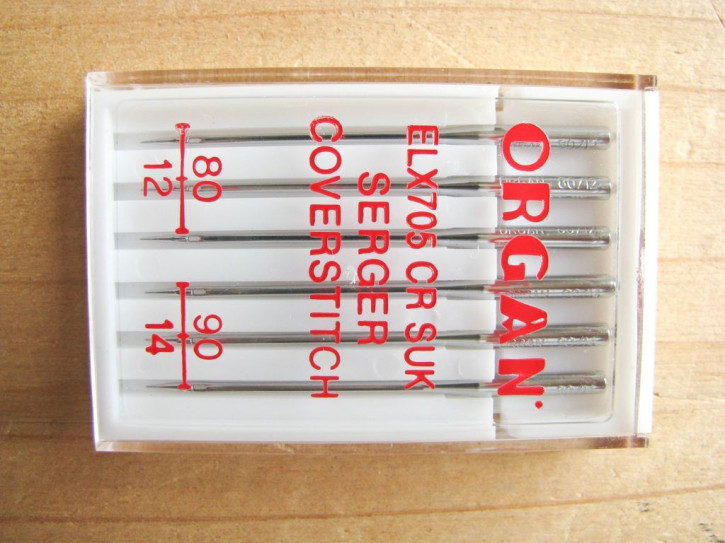 ORGAN
ELX705 CR SUK
SERGER
COVERSTITCH
80
12
90
14